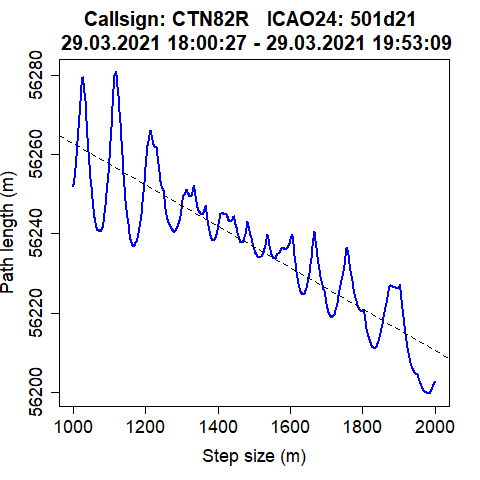 Callsign: CTN82R   ICAO24: 501d21
29.03.2021 18:00:27 - 29.03.2021 19:53:09
Path length (m)
56280
56260
56240
56220
56200
1000 1200 1400 1600 1800 2000
Step size (m)